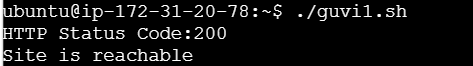 ubuntu@ip-172-31-20-78:~$ ./guvi1.sh
HTTP Status Code:200
Site is reachable